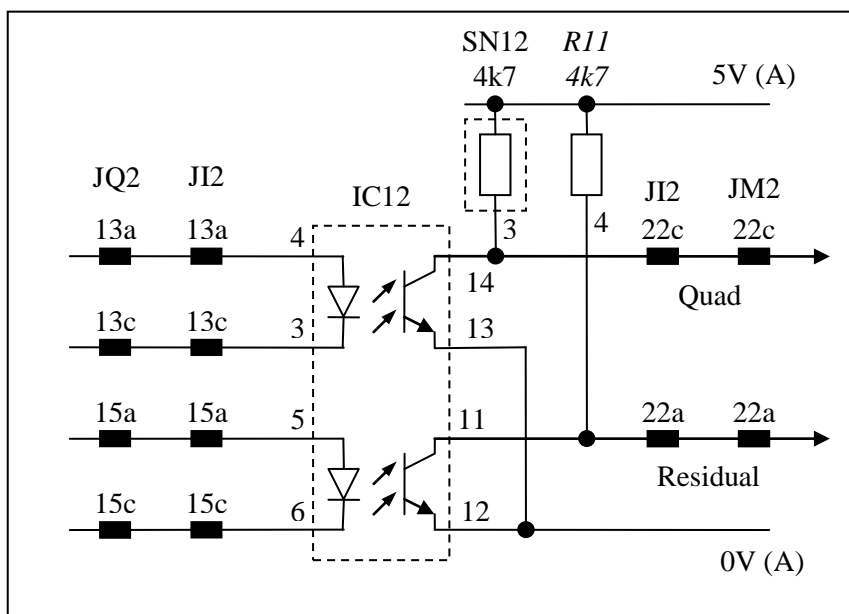 SN12 R11
4k7 4k7 5V (A)
JQ2 JI2 IC12 JI2 JM2
13a 13a 4 3 4 22c 22c
14 Quad
13c 13c 3 13
15a 15a 5 11 22a 22a
Residual
15c 15c 6 12
0V (A)